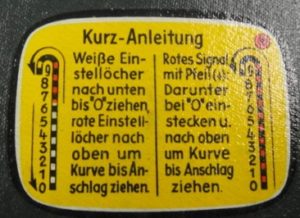 Kurz-Anleitung
Weiße Ein-
stellöcher
nach unten
bis "0" ziehen,
rote Einstell-
löcher nach
oben um
Kurve bis An-
schlag ziehen.
Rotes Signal
mit Pfeil (↓):
Darunter
bei "0" ein-
stecken u.
nach oben
um Kurve
bis Anschlag
ziehen.
9
8
7
6
5
4
3
2
1
0
9
8
7
6
5
4
3
2
1
0